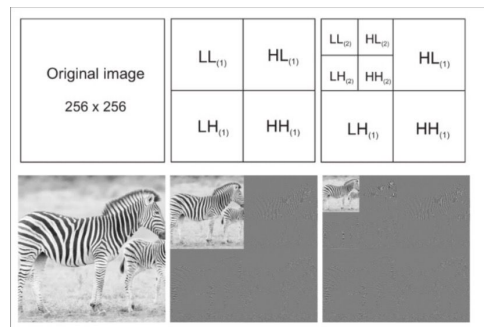 Original image
256 x 256
LL(1) HL(1)
LH(1) HH(1)
LL(2) HL(2)
LH(2) HH(2)
HL(1)
LH(1) HH(1)